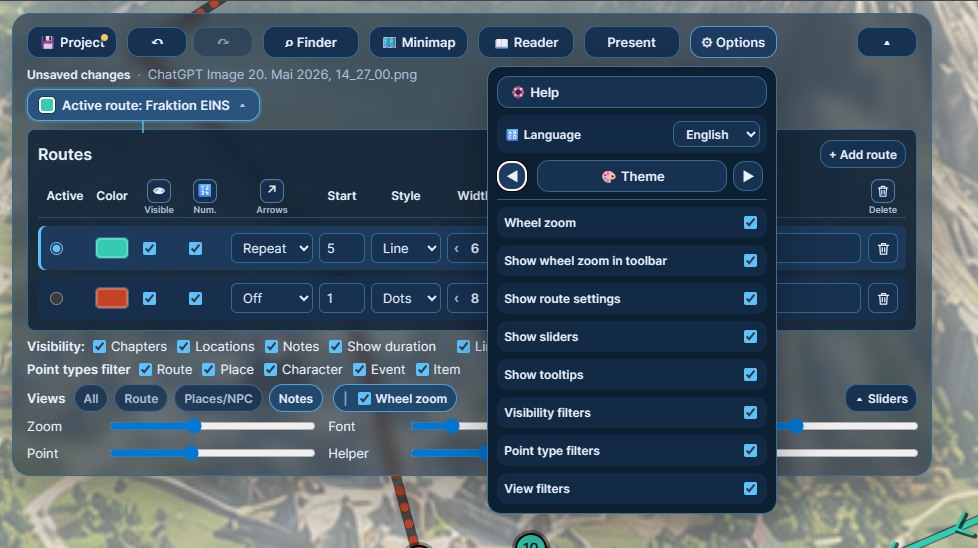 Project Finder Minimap Reader Present Options
Unsaved changes · ChatGPT Image 20. Mai 2026, 14_27_00.png
Active route: Fraktion EINS
Routes
+ Add route
Active Color Visible Num. Arrows Start Style Delete
Repeat 5 Line 6
Off 1 Dots 8
Visibility: Chapters Locations Notes Show duration
Point types filter Route Place Character Event Item
Views All Route Places/NPC Notes Wheel zoom Sliders
Zoom Font
Point Helper
Help
Language English
Theme
Wheel zoom
Show wheel zoom in toolbar
Show route settings
Show sliders
Show tooltips
Visibility filters
Point type filters
View filters